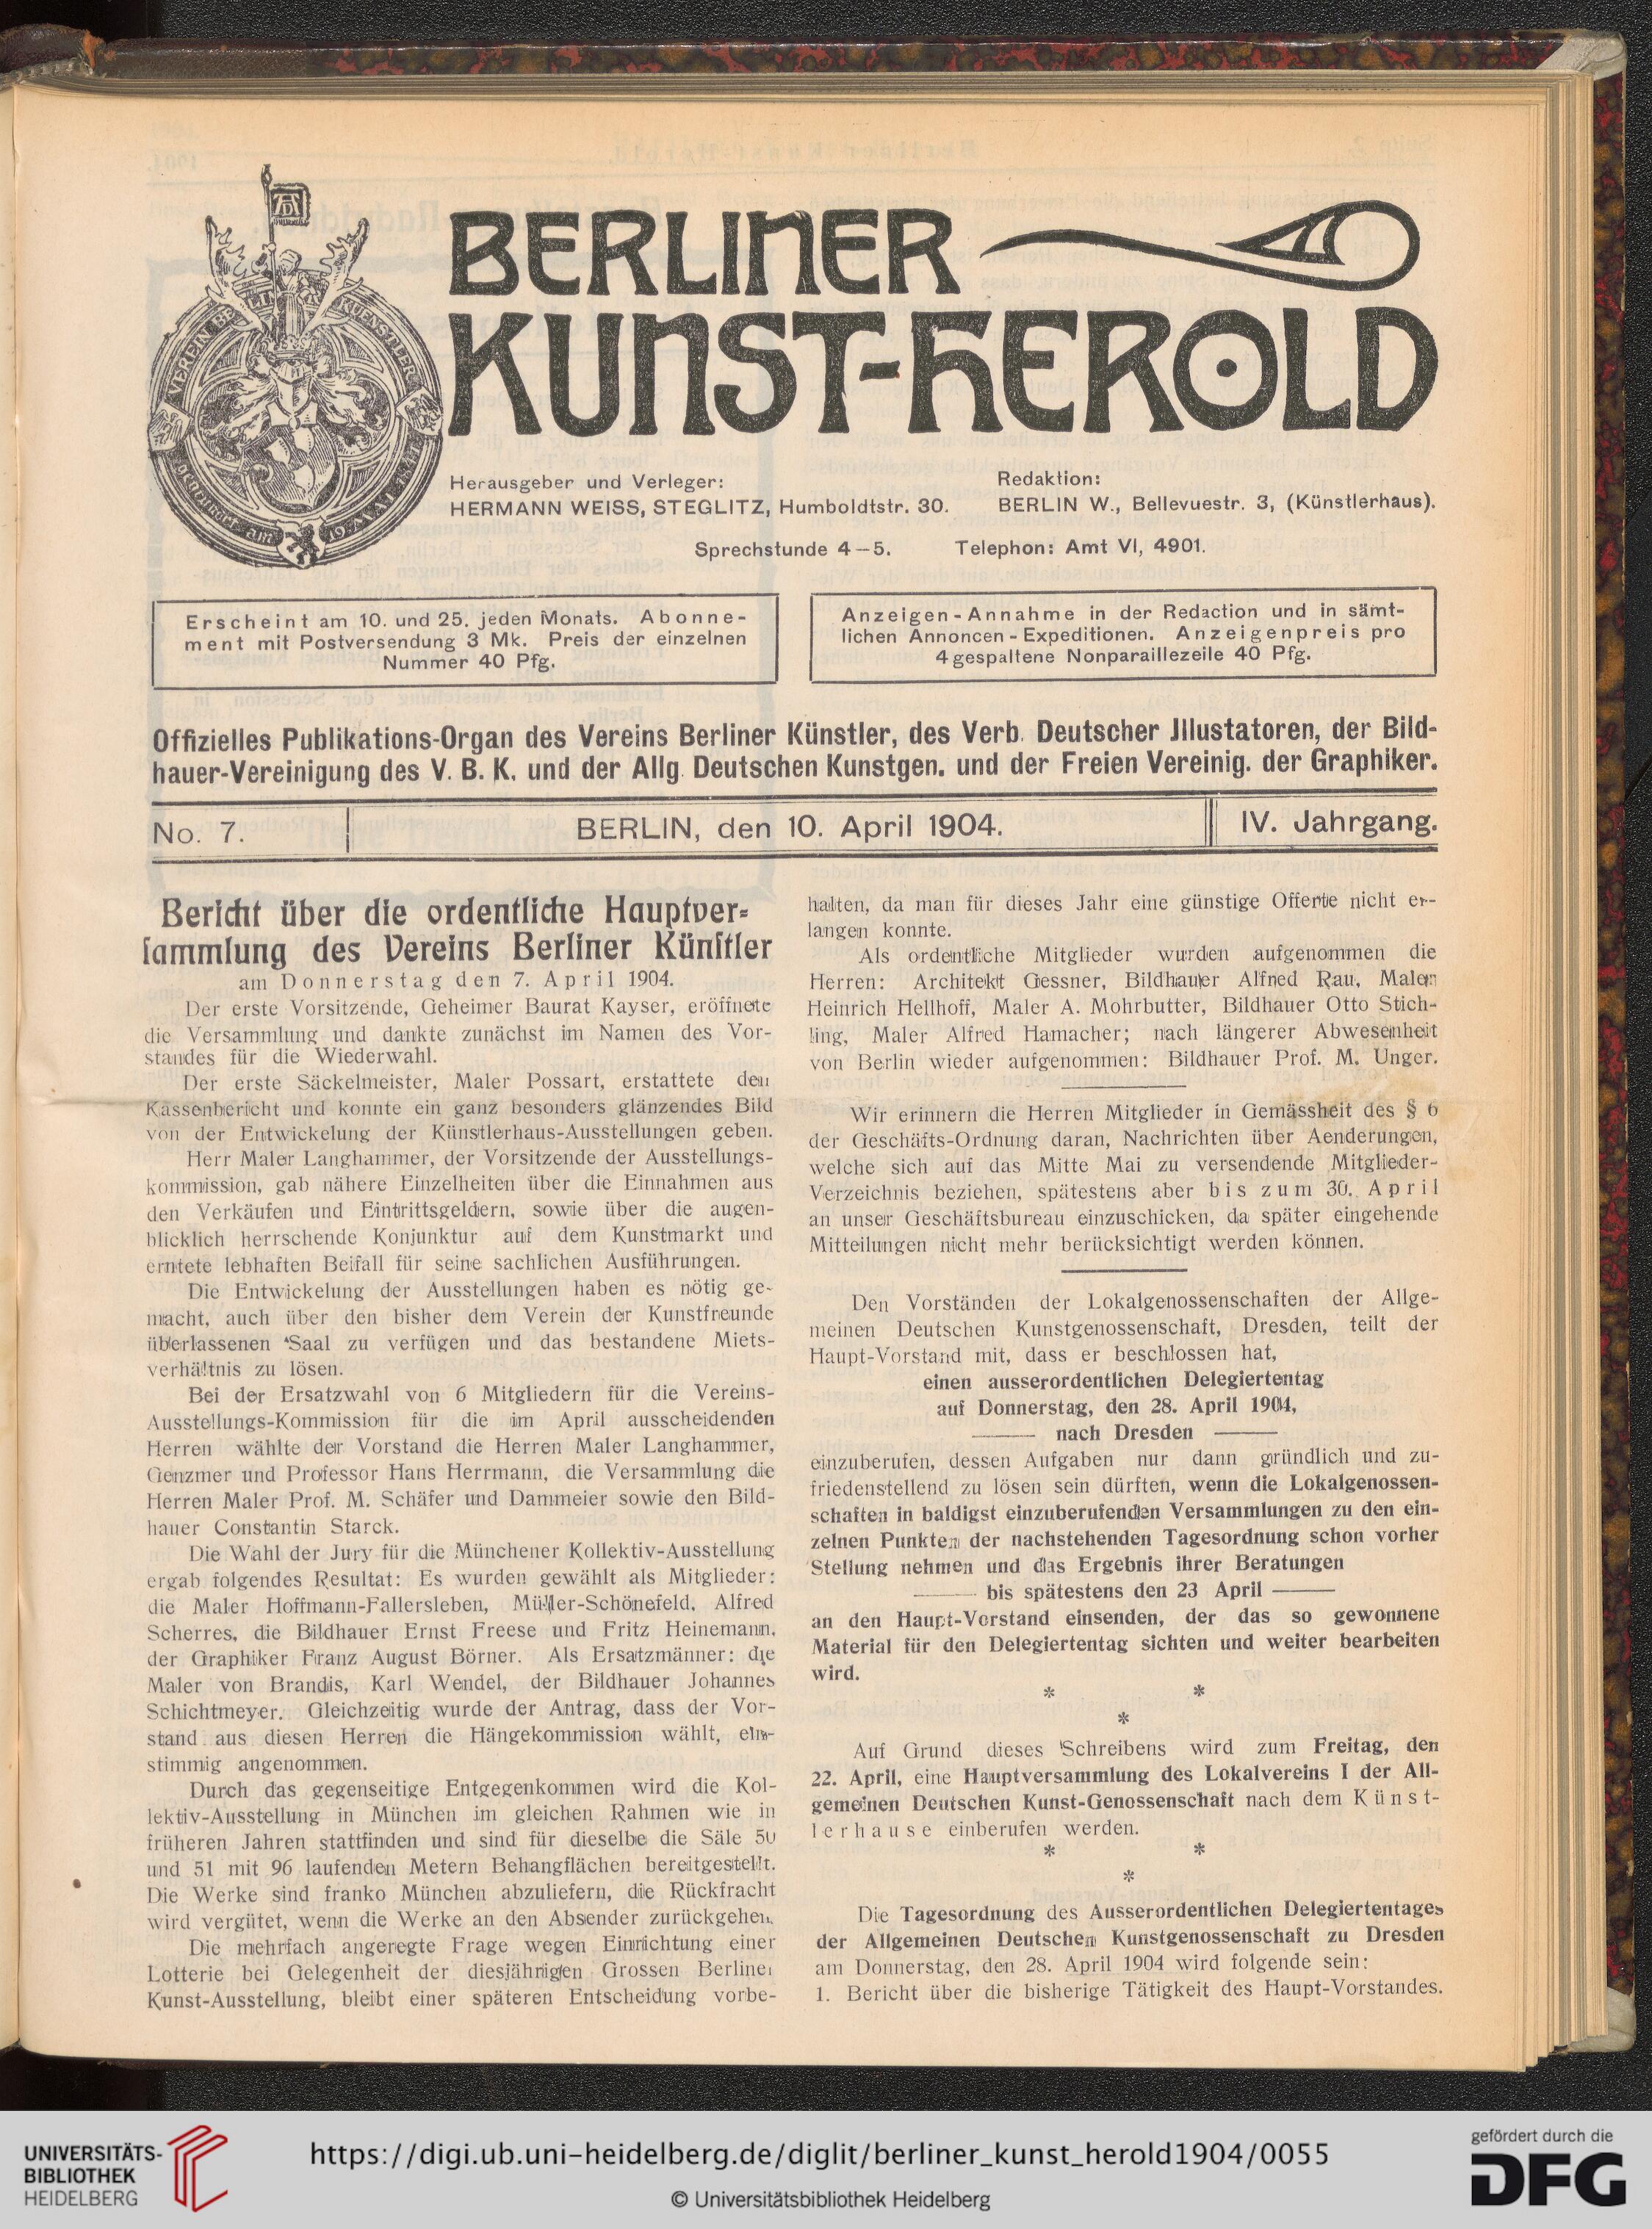 BERLINER
KUNST-HEROLD
VEREIN BERLINER KUENSTLER
Herausgeber und Verleger:
HERMANN WEISS, STEGLITZ, Humboldtstr. 30.
Redaktion:
BERLIN W., Bellevuestr. 3, (Künstlerhaus).
Sprechstunde 4–5. Telephon: Amt VI, 4901.
Erscheint am 10. und 25. jeden Monats. Abonne-
ment mit Postversendung 3 Mk. Preis der einzelnen
Nummer 40 Pfg.
Anzeigen-Annahme in der Redaction und in sämt-
lichen Annoncen-Expeditionen. Anzeigenpreis pro
4gespaltene Nonparaillezeile 40 Pfg.
Offizielles Publikations-Organ des Vereins Berliner Künstler, des Verb. Deutscher Jllustatoren, der Bild-
hauer-Vereinigung des V. B. K. und der Allg. Deutschen Kunstgen. und der Freien Vereinig. der Graphiker.
No. 7.
BERLIN, den 10. April 1904.
IV. Jahrgang.
Bericht über die ordentliche Hauptver-
sammlung des Vereins Berliner Künstler
am Donnerstag den 7. April 1904.
Der erste Vorsitzende, Geheimer Baurat Kayser, eröffnete
die Versammlung und dankte zunächst im Namen des Vor-
standes für die Wiederwahl.
Der erste Säckelmeister, Maler Possart, erstattete den
Kassenbericht und konnte ein ganz besonders glänzendes Bild
von der Entwickelung der Künstlerhaus-Ausstellungen geben.
Herr Maler Langhammer, der Vorsitzende der Ausstellungs-
kommission, gab nähere Einzelheiten über die Einnahmen aus
den Verkäufen und Eintrittsgeldern, sowie über die augen-
blicklich herrschende Konjunktur auf dem Kunstmarkt und
erntete lebhaften Beifall für seine sachlichen Ausführungen.
Die Entwickelung der Ausstellungen haben es nötig ge-
macht, auch über den bisher dem Verein der Kunstfreunde
überlassenen Saal zu verfügen und das bestandene Miets-
verhältnis zu lösen.
Bei der Ersatzwahl von 6 Mitgliedern für die Vereins-
Ausstellungs-Kommission für die im April ausscheidenden
Herren wählte der Vorstand die Herren Maler Langhammer,
Genzmer und Professor Hans Herrmann, die Versammlung die
Herren Maler Prof. M. Schäfer und Dammeier sowie den Bild-
hauer Constantin Starck.
Die Wahl der Jury für die Münchener Kollektiv-Ausstellung
ergab folgendes Resultat: Es wurden gewählt als Mitglieder:
die Maler Hoffmann-Fallersleben, Müller-Schönefeld, Alfred
Scherres, die Bildhauer Ernst Freese und Fritz Heinemann,
der Graphiker Franz August Börner. Als Ersatzmänner: die
Maler von Brandis, Karl Wendel, der Bildhauer Johannes
Schichtmeyer. Gleichzeitig wurde der Antrag, dass der Vor-
stand aus diesen Herren die Hängekommission wählt, ein-
stimmig angenommen.
Durch das gegenseitige Entgegenkommen wird die Kol-
lektiv-Ausstellung in München im gleichen Rahmen wie in
früheren Jahren stattfinden und sind für dieselbe die Säle 50
und 51 mit 96 laufenden Metern Behangflächen bereitgestellt.
Die Werke sind franko München abzuliefern, die Rückfracht
wird vergütet, wenn die Werke an den Absender zurückgehen.
Die mehrfach angeregte Frage wegen Einrichtung einer
Lotterie bei Gelegenheit der diesjährigen Grossen Berliner
Kunst-Ausstellung, bleibt einer späteren Entscheidung vorbe-
halten, da man für dieses Jahr eine günstige Offerte nicht er-
langen konnte.
Als ordentliche Mitglieder wurden aufgenommen die
Herren: Architekt Gessner, Bildhauer Alfred Rau, Maler
Heinrich Hellhoff, Maler A. Mohrbutter, Bildhauer Otto Stich-
ling, Maler Alfred Hamacher; nach längerer Abwesenheit
von Berlin wieder aufgenommen: Bildhauer Prof. M. Unger.
Wir erinnern die Herren Mitglieder in Gemässheit des § 6
der Geschäfts-Ordnung daran, Nachrichten über Aenderungen,
welche sich auf das Mitte Mai zu versendende Mitglieder-
Verzeichnis beziehen, spätestens aber bis zum 30. April
an unser Geschäftsbureau einzuschicken, da später eingehende
Mitteilungen nicht mehr berücksichtigt werden können.
Den Vorständen der Lokalgenossenschaften der Allge-
meinen Deutschen Kunstgenossenschaft, Dresden, teilt der
Haupt-Vorstand mit, dass er beschlossen hat,
einen ausserordentlichen Delegiertentag
auf Donnerstag, den 28. April 1904,
nach Dresden
einzuberufen, dessen Aufgaben nur dann gründlich und zu-
friedenstellend zu lösen sein dürften, wenn die Lokalgenossen-
schaften in baldigst einzuberufenden Versammlungen zu den ein-
zelnen Punkten der nachstehenden Tagesordnung schon vorher
Stellung nehmen und das Ergebnis ihrer Beratungen
bis spätestens den 23 April
an den Haupt-Vorstand einsenden, der das so gewonnene
Material für den Delegiertentag sichten und weiter bearbeiten
wird.
* *
*
Auf Grund dieses Schreibens wird zum Freitag, den
22. April, eine Hauptversammlung des Lokalvereins I der All-
gemeinen Deutschen Kunst-Genossenschaft nach dem Künst-
lerhause einberufen werden.
* *
*
Die Tagesordnung des Ausserordentlichen Delegiertentages
der Allgemeinen Deutschen Kunstgenossenschaft zu Dresden
am Donnerstag, den 28. April 1904 wird folgende sein:
1. Bericht über die bisherige Tätigkeit des Haupt-Vorstandes.
UNIVERSITÄTS-
BIBLIOTHEK
HEIDELBERG
https://digi.ub.uni-heidelberg.de/diglit/berliner_kunst_herold1904/0055
© Universitätsbibliothek Heidelberg
gefördert durch die
DFG